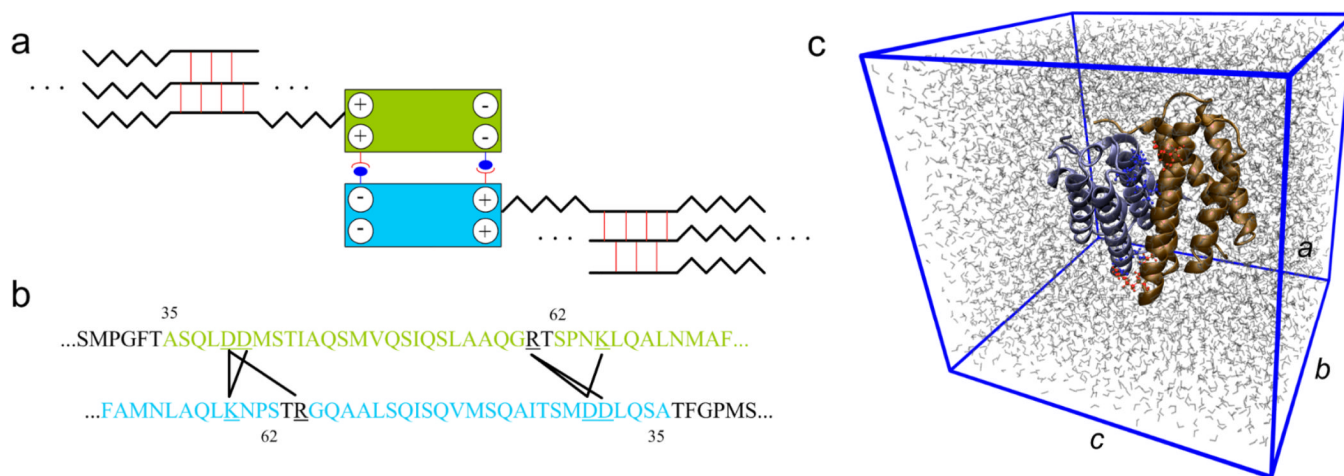 a
+ -
+ -
- +
- +
. . .
. . .
. . .
. . .
b
35
62
...SMPGFTASQLDDMSTIAQSMVQSIQSLAAQGRTSPNKLQALNMAF...
...FAMNLAQLKNPSTRGQAALSQISQVMSQAITSMDDLQSATFGPMS...
62
35
c
a
b
c